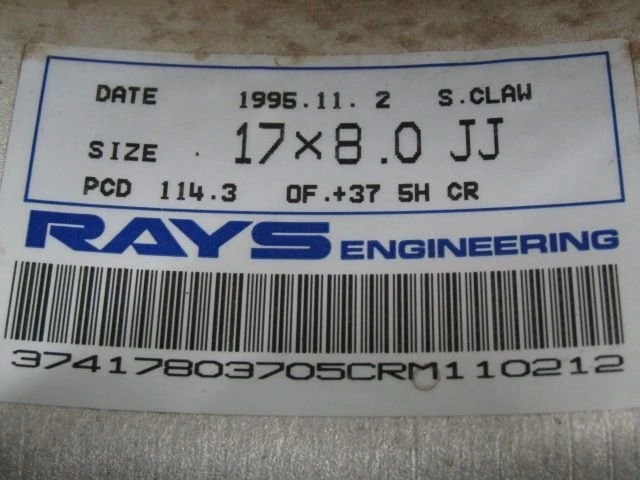 DATE 1995.11. 2 S.CLAW
SIZE 17×8.0 JJ
PCD 114.3 OF.+37 5H CR
RAYS ENGINEERING
37417803705CRM110212